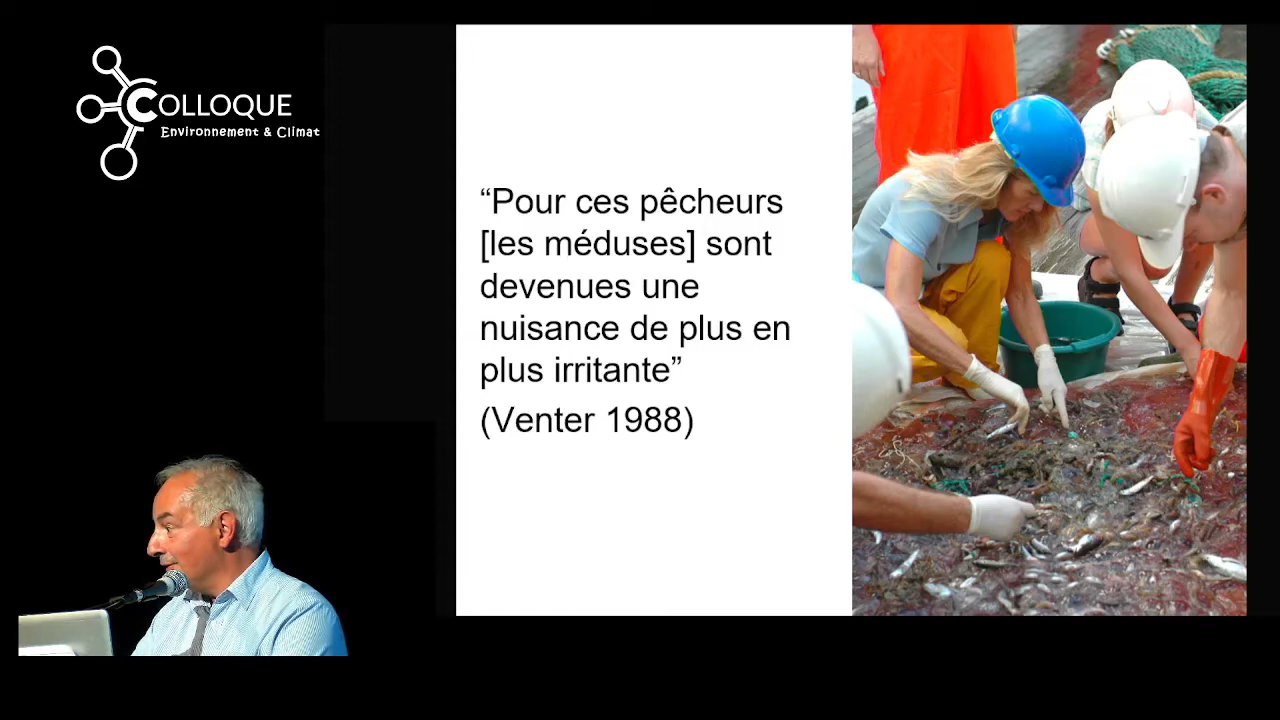 COLLOQUE
Environnement & Climat
“Pour ces pêcheurs
[les méduses] sont
devenues une
nuisance de plus en
plus irritante”
(Venter 1988)